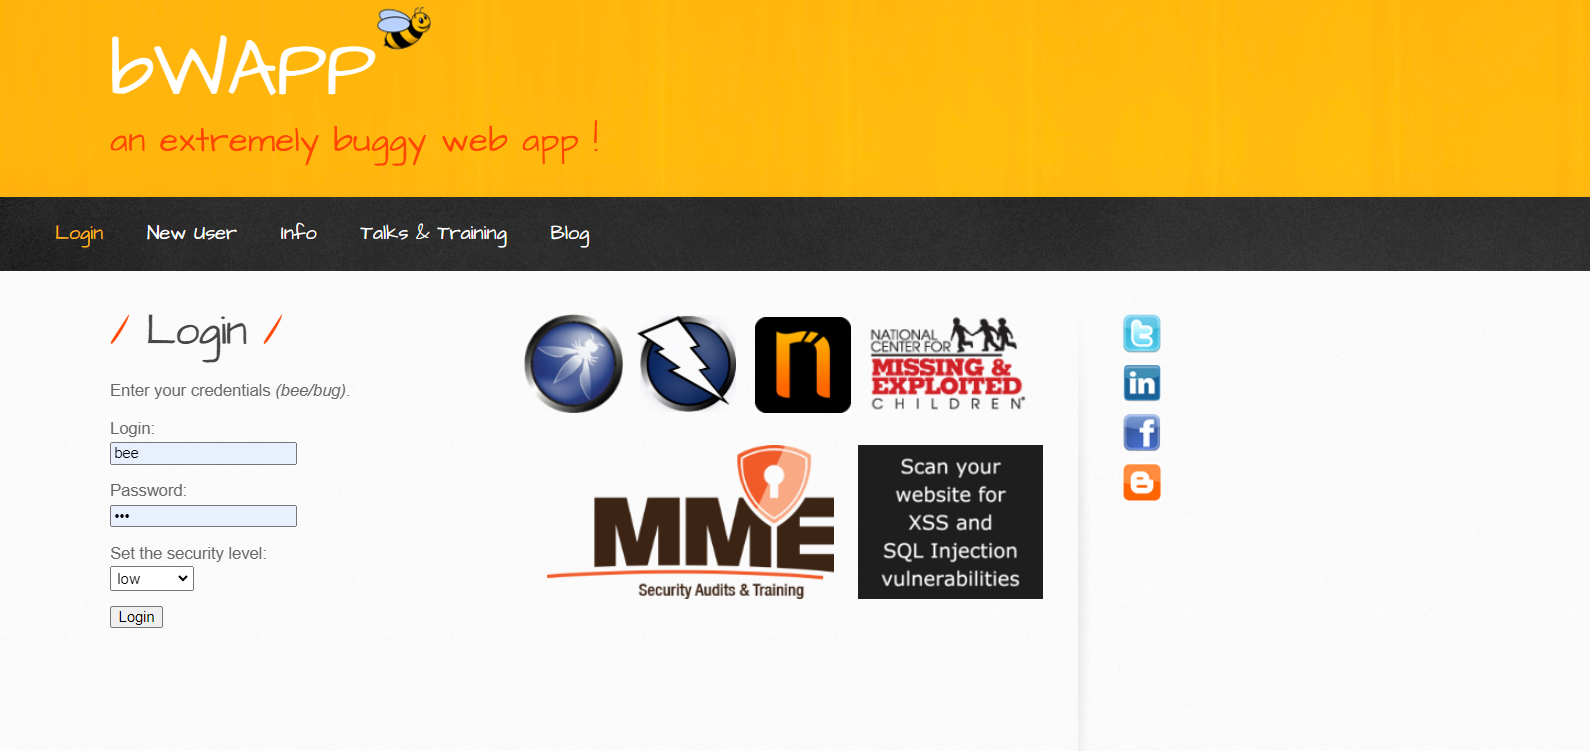 bWAPP
an extremely buggy web app !
Login
New User
Info
Talks & Training
Blog
/ Login /
Enter your credentials (bee/bug).
Login:
bee
Password:
•••
Set the security level:
low
Login
n
NATIONAL
CENTER FOR
MISSING &
EXPLOITED
CHILDREN®
MME
Security Audits & Training
Scan your
website for
XSS and
SQL Injection
vulnerabilities
t
in
f
B